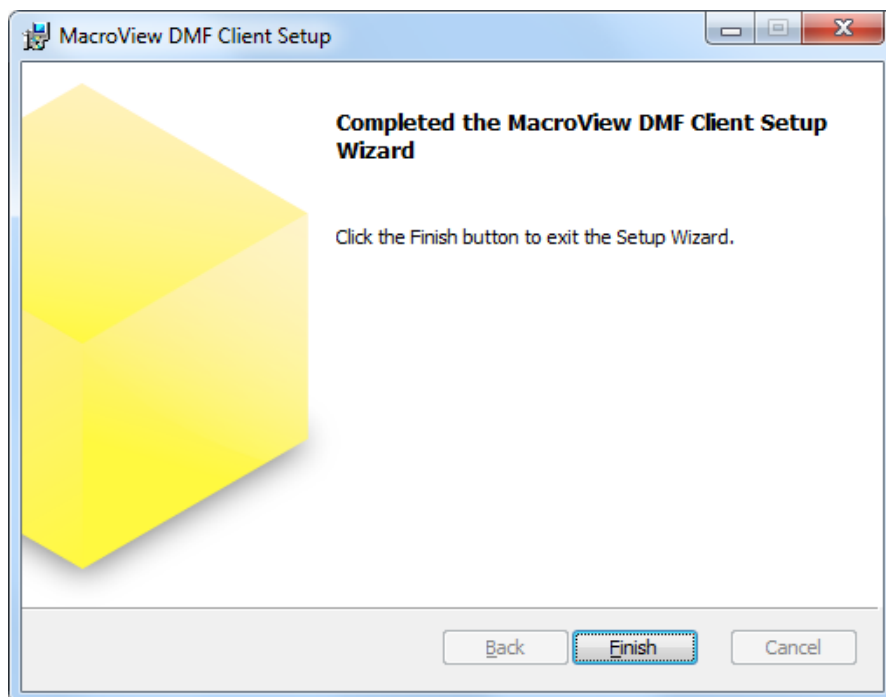 MacroView DMF Client Setup
Completed the MacroView DMF Client Setup
Wizard
Click the Finish button to exit the Setup Wizard.
Back Finish Cancel